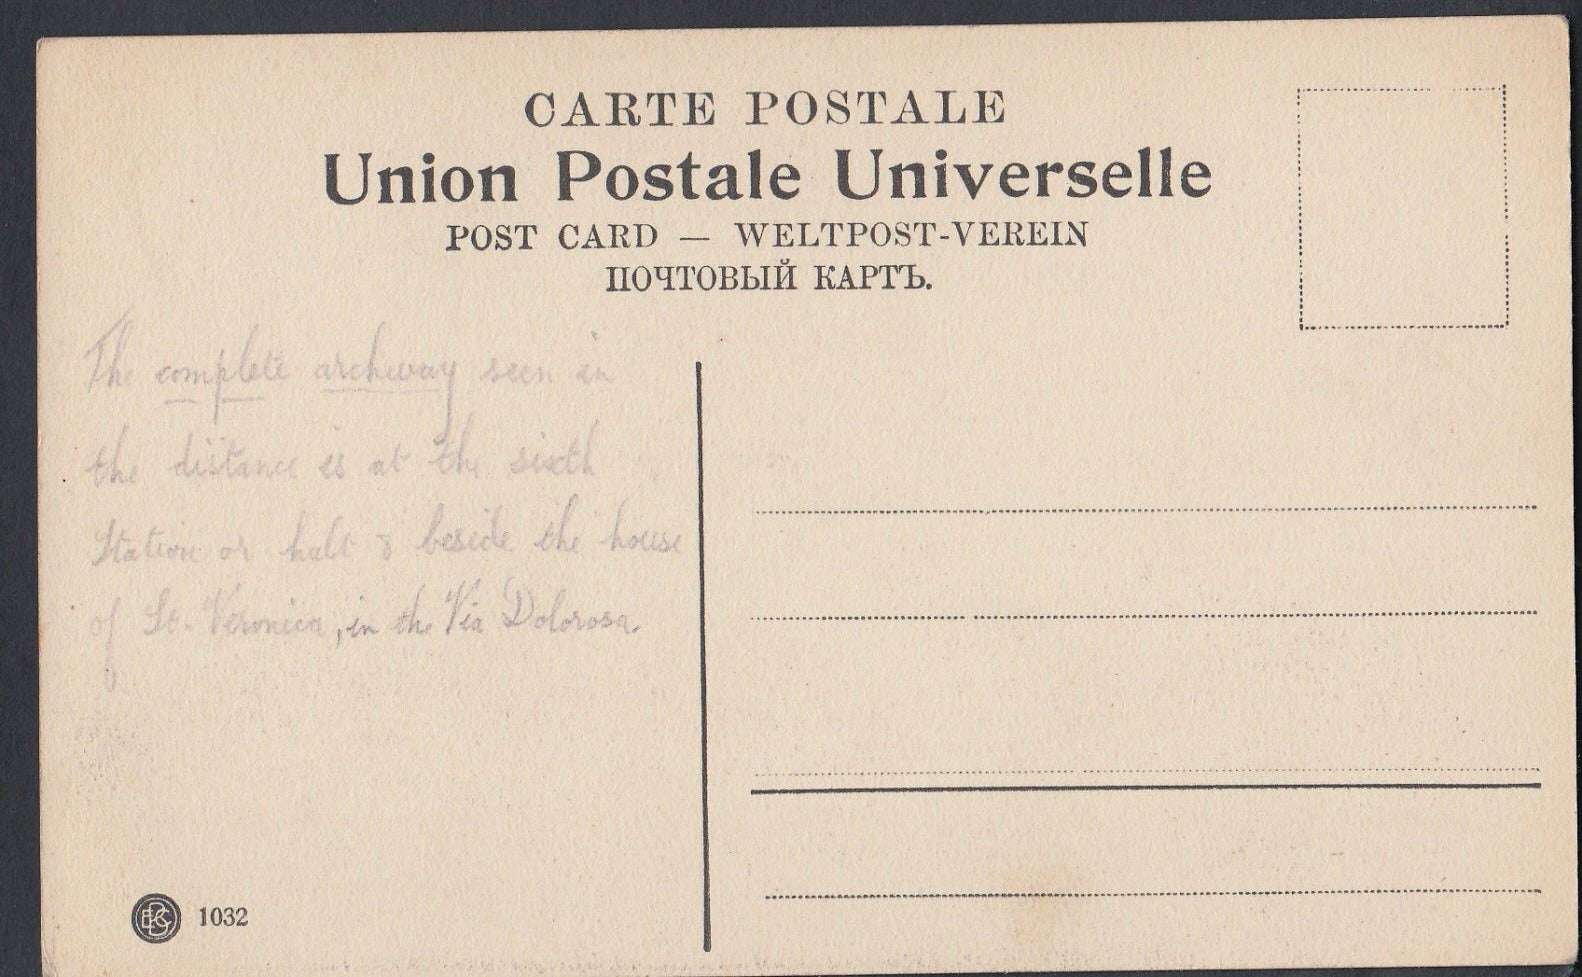 CARTE POSTALE
Union Postale Universelle
POST CARD — WELTPOST-VEREIN
ПОЧТОВЫЙ КАРТЪ.
The complete archway seen in
the distance is at the sixth
Station or halt & beside the house
of St. Veronica, in the Via Dolorosa.
1032